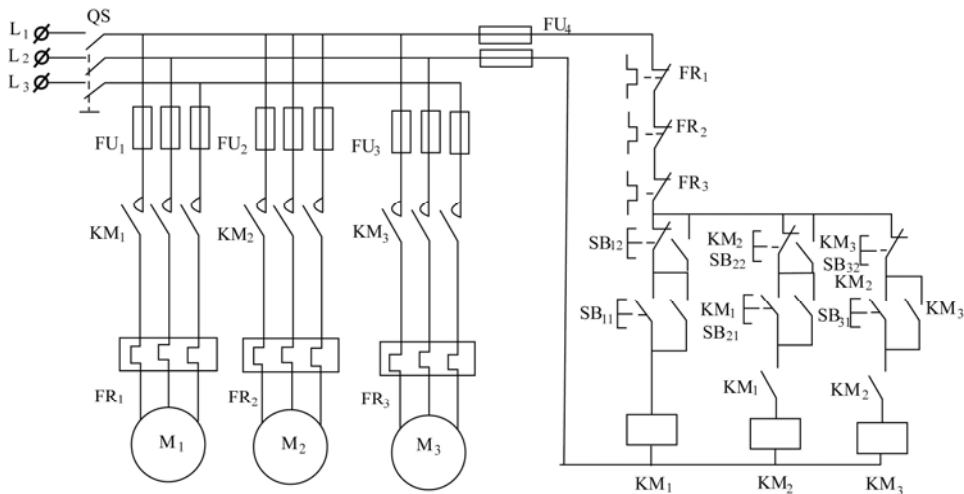 QS
L1
L2
L3
FU4
FR1
FR2
FR3
FU1
FU2
FU3
KM1
KM2
KM3
SB12
KM2
SB22
KM3
SB32
KM2
SB11
KM1
SB21
SB31
KM3
KM1
KM2
FR1
FR2
FR3
M1
M2
M3
KM1
KM2
KM3